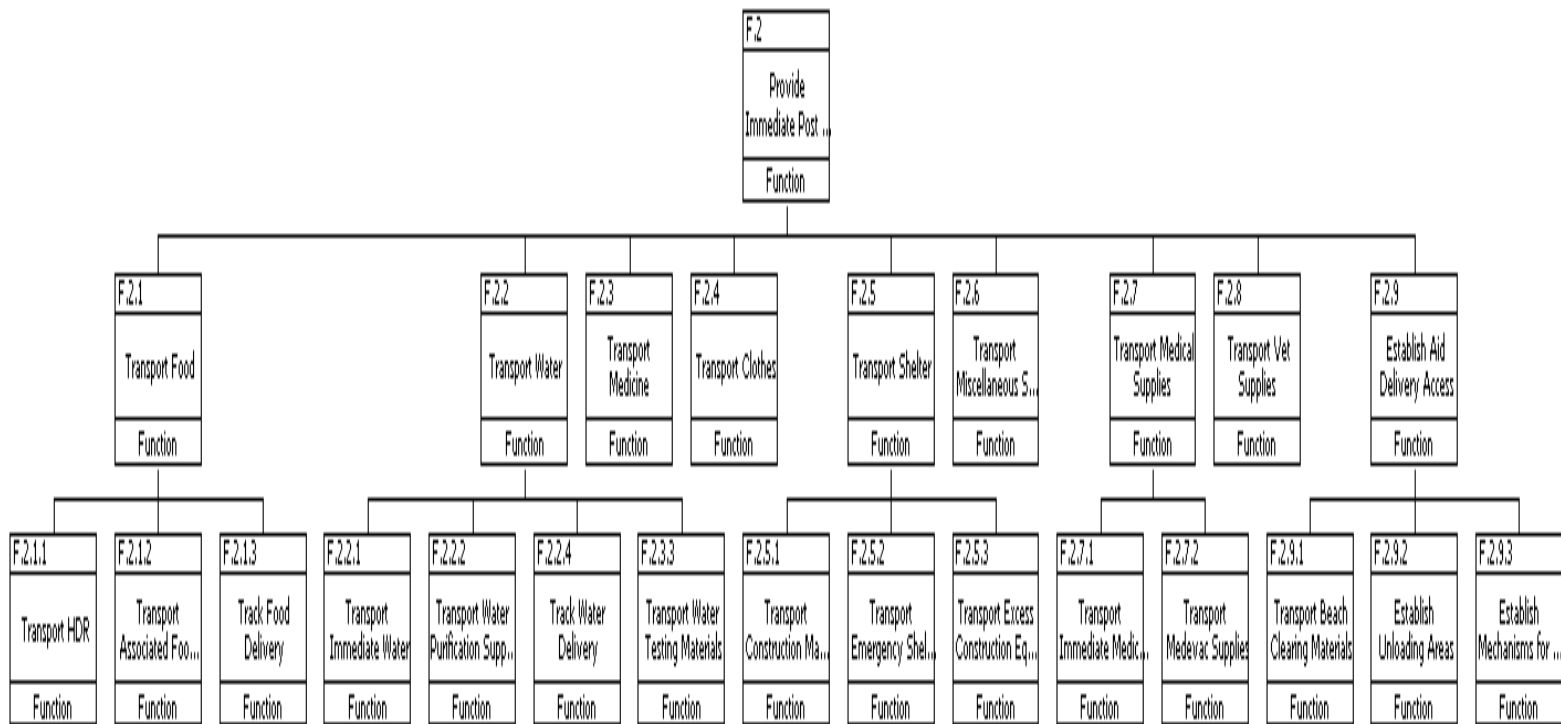 F.2
Provide
Immediate Post ...
Function
F.2.1
Transport Food
Function
F.2.2
Transport Water
Function
F.2.3
Transport
Medicine
Function
F.2.4
Transport Clothes
Function
F.2.5
Transport Shelter
Function
F.2.6
Transport
Miscellaneous S...
Function
F.2.7
Transport Medical
Supplies
Function
F.2.8
Transport Vet
Supplies
Function
F.2.9
Establish Aid
Delivery Access
Function
F.2.1.1
Transport HDR
Function
F.2.1.2
Transport
Associated Foo...
Function
F.2.1.3
Track Food
Delivery
Function
F.2.2.1
Transport
Immediate Water
Function
F.2.2.2
Transport Water
Purification Supp...
Function
F.2.2.4
Track Water
Delivery
Function
F.2.3.3
Transport Water
Testing Materials
Function
F.2.5.1
Transport
Construction Ma...
Function
F.2.5.2
Transport
Emergency Shel...
Function
F.2.5.3
Transport Excess
Construction Eq...
Function
F.2.7.1
Transport
Immediate Medic...
Function
F.2.7.2
Transport
Medevac Supplies
Function
F.2.9.1
Transport Beach
Clearing Materials
Function
F.2.9.2
Establish
Unloading Areas
Function
F.2.9.3
Establish
Mechanisms for ...
Function